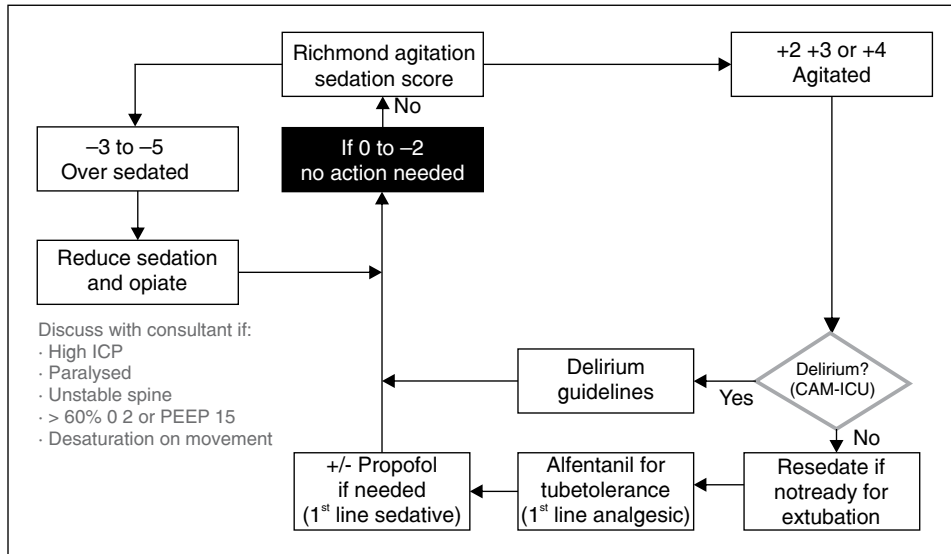 Richmond agitation
sedation score
+2 +3 or +4
Agitated
No
–3 to –5
Over sedated
If 0 to –2
no action needed
Reduce sedation
and opiate
Discuss with consultant if:
· High ICP
· Paralysed
· Unstable spine
· > 60% 0 2 or PEEP 15
· Desaturation on movement
Delirium?
(CAM-ICU)
Yes
Delirium
guidelines
No
Resedate if
notready for
extubation
Alfentanil for
tubetolerance
(1st line analgesic)
+/- Propofol
if needed
(1st line sedative)